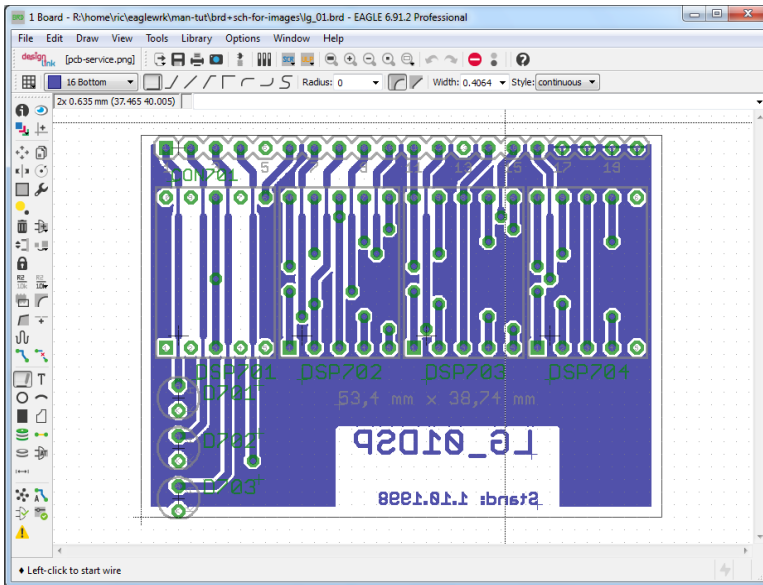 1 Board - R:\home\ric\eaglewrk\man-tut\brd+sch-for-images\lg_01.brd - EAGLE 6.91.2 Professional
File Edit Draw View Tools Library Options Window Help
design link [pcb-service.png]
16 Bottom Radius: 0 Width: 0.4064 Style: continuous
2x 0.635 mm (37.465 40.005)
5 7 9 11 13 15 17 19
CON701
DSP701 DSP702 DSP703 DSP704
D701
63,4 mm x 38,74 mm
D702
LG_01DSP
D703
Stand: 1.10.1998
Left-click to start wire